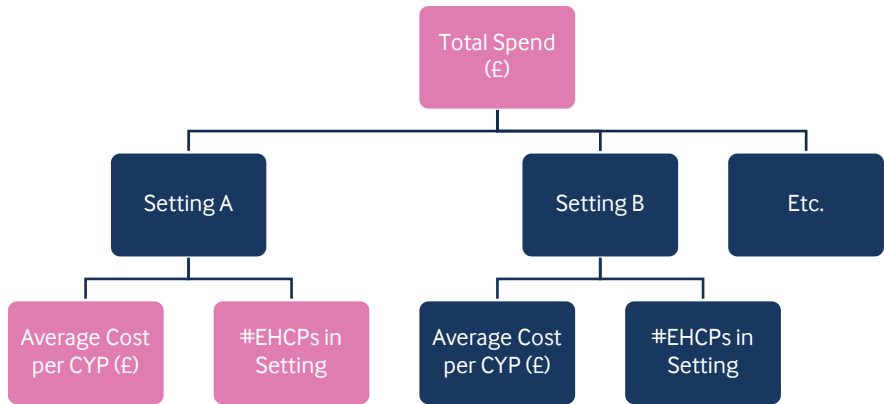 Total Spend
(£)
Setting A
Setting B
Etc.
Average Cost
per CYP (£)
#EHCPs in
Setting
Average Cost
per CYP (£)
#EHCPs in
Setting